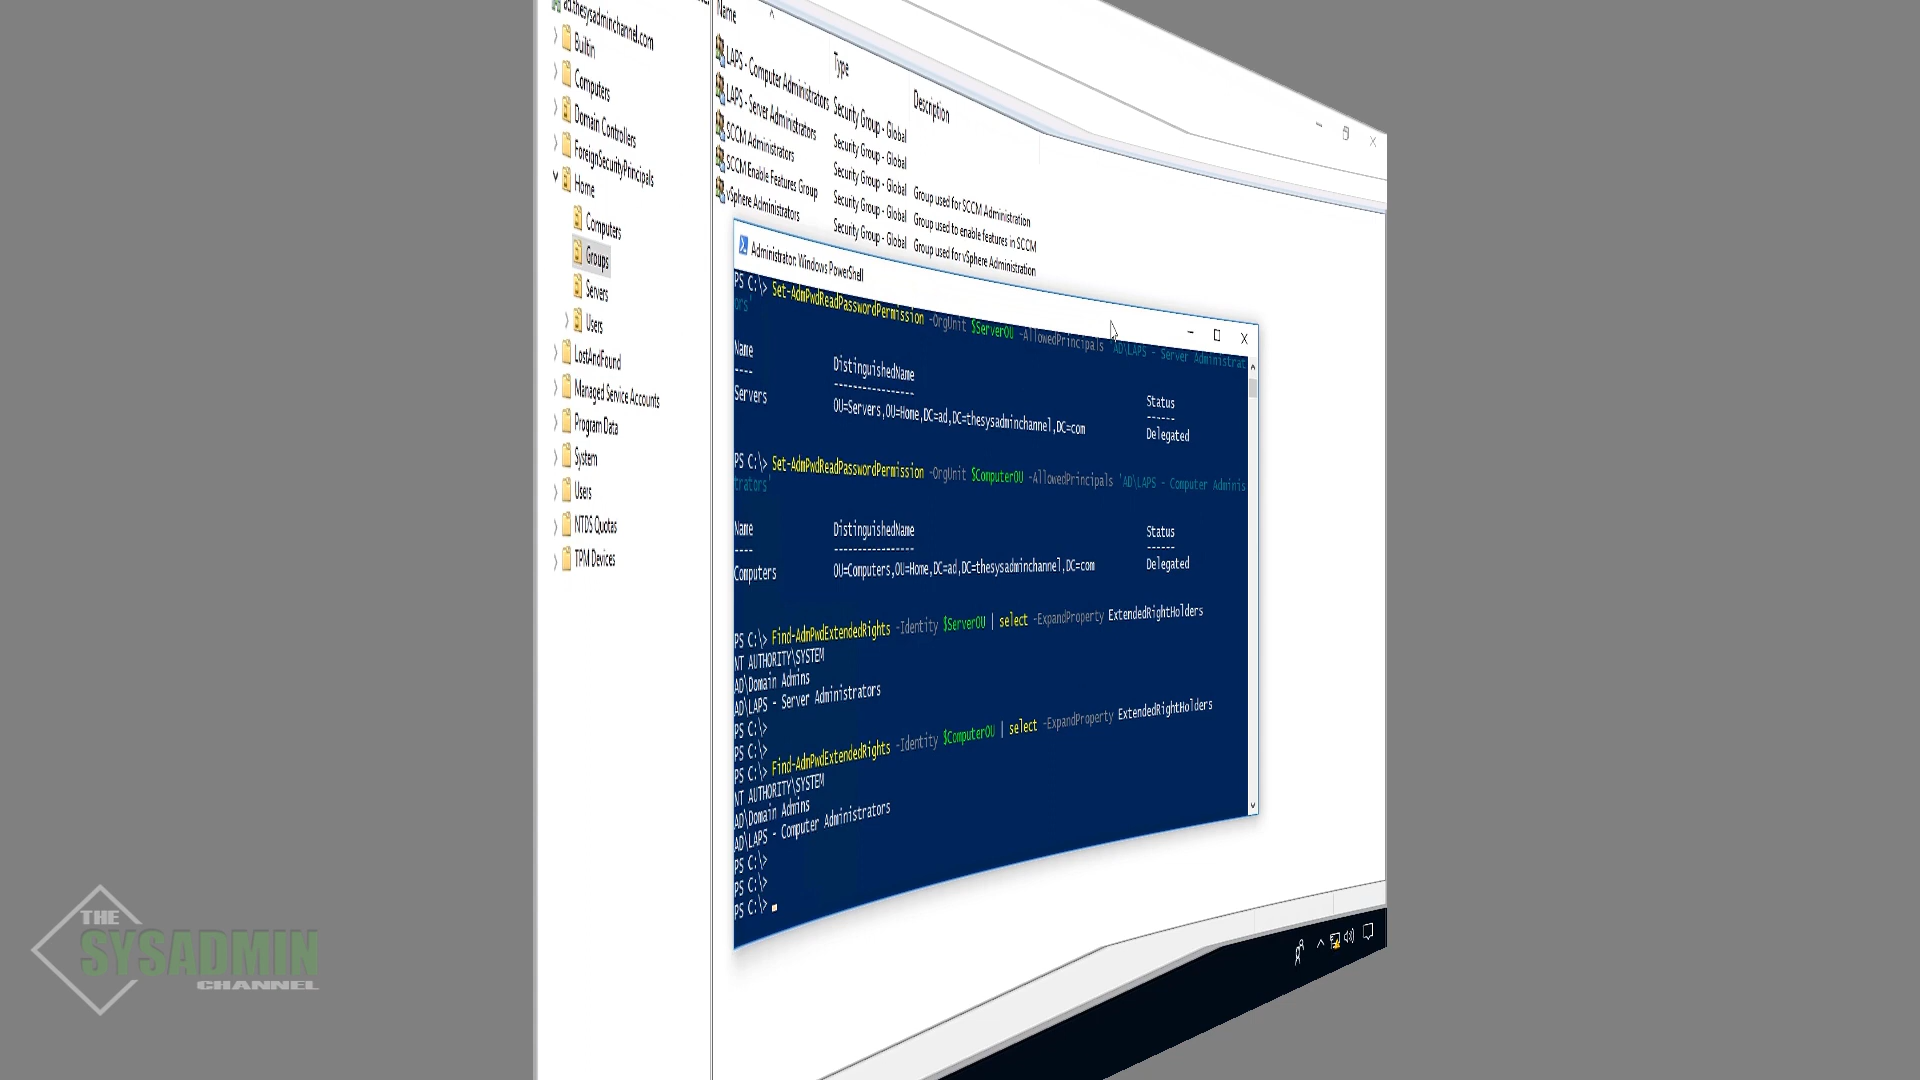 ad.thesysadminchannel.com
Builtin
Computers
Domain Controllers
ForeignSecurityPrincipals
Home
Computers
Groups
Servers
Users
LostAndFound
Managed Service Accounts
Program Data
System
Users
NTDS Quotas
TPM Devices
Name Type Description
LAPS - Computer Administrators Security Group - Global
LAPS - Server Administrators Security Group - Global
SCCM Administrators Security Group - Global Group used for SCCM Administration
SCCM Enable Features Group Security Group - Global Group used to enable features in SCCM
vSphere Administrators Security Group - Global Group used for vSphere Administration
Administrator: Windows PowerShell
PS C:\> Set-AdmPwdReadPasswordPermission -OrgUnit $ServerOU -AllowedPrincipals 'AD\LAPS - Server Administrat
ors'
Name DistinguishedName Status
---- ----------------- ------
Servers OU=Servers,OU=Home,DC=ad,DC=thesysadminchannel,DC=com Delegated
PS C:\> Set-AdmPwdReadPasswordPermission -OrgUnit $ComputerOU -AllowedPrincipals 'AD\LAPS - Computer Adminis
trators'
Name DistinguishedName Status
---- ----------------- ------
Computers OU=Computers,OU=Home,DC=ad,DC=thesysadminchannel,DC=com Delegated
PS C:\> Find-AdmPwdExtendedRights -Identity $ServerOU | select -ExpandProperty ExtendedRightHolders
NT AUTHORITY\SYSTEM
AD\Domain Admins
AD\LAPS - Server Administrators
PS C:\>
PS C:\>
PS C:\> Find-AdmPwdExtendedRights -Identity $ComputerOU | select -ExpandProperty ExtendedRightHolders
NT AUTHORITY\SYSTEM
AD\Domain Admins
AD\LAPS - Computer Administrators
PS C:\>
PS C:\>
PS C:\>
THE
SYSADMIN
CHANNEL